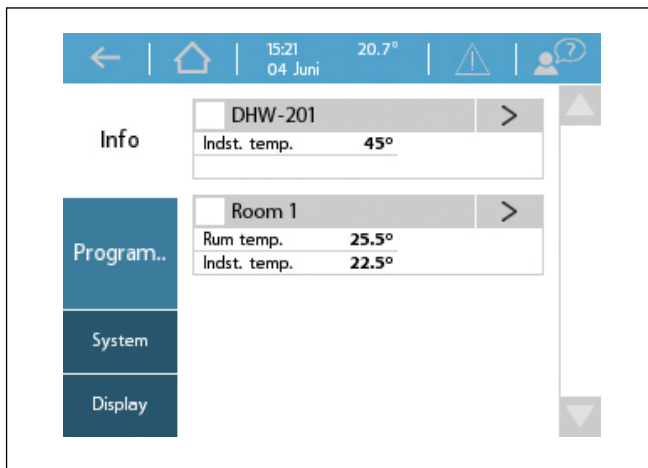 15:21 20.7°
04 Juni
?
Info
DHW-201 >
Indst. temp. 45°
Room 1 >
Rum temp. 25.5°
Indst. temp. 22.5°
Program..
System
Display